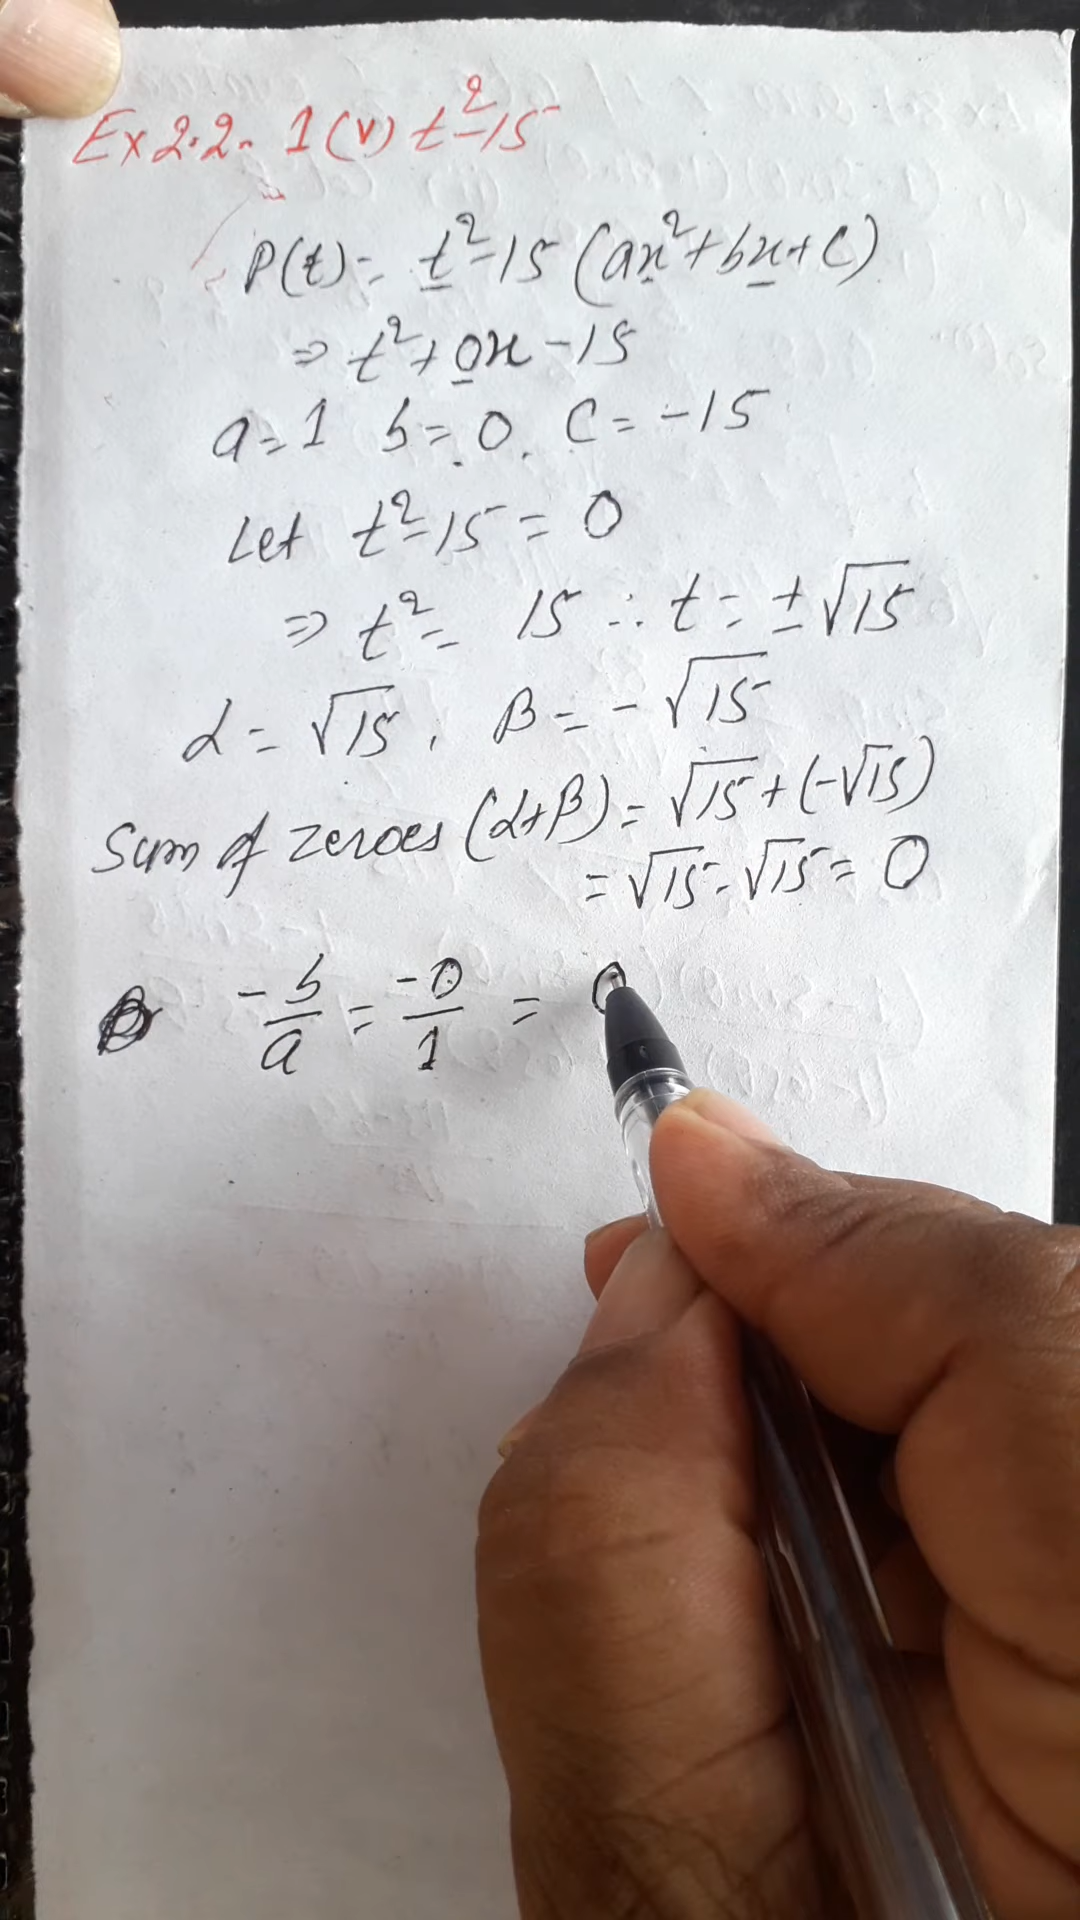 Ex 2.2. 1(v) t²-15
P(t) = t²-15 (ax²+bx+c)
⇒ t²+0x-15
a=1 b=0. c=-15
Let t²-15=0
⇒ t²= 15 ∴ t= ±√15
α=√15, β=-√15
Sum of zeroes (α+β)=√15+(-√15)
=√15-√15=0
-b/a = -0/1 = 0